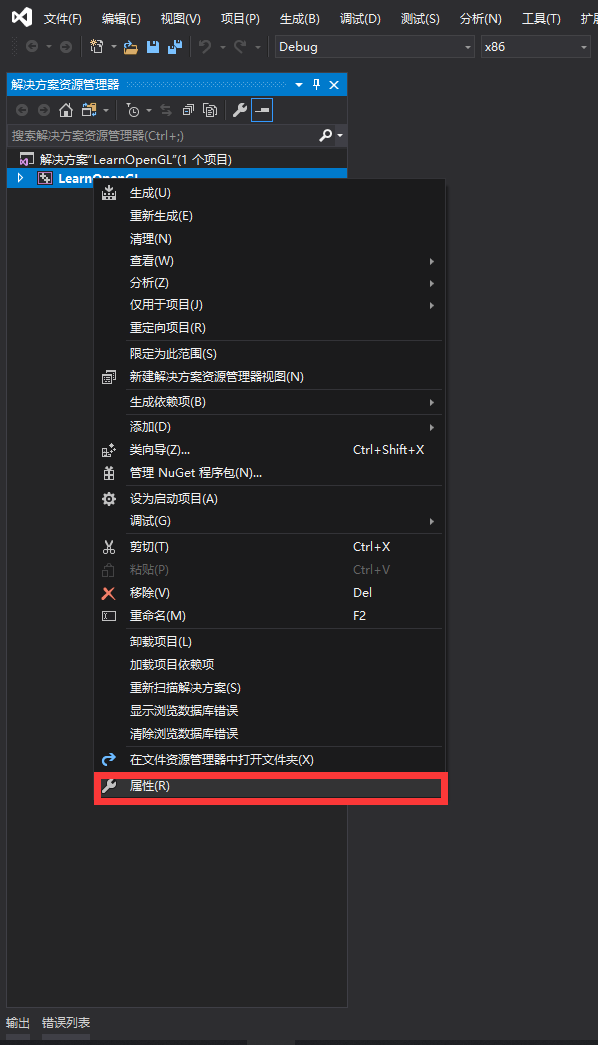 文件(F) 编辑(E) 视图(V) 项目(P) 生成(B) 调试(D) 测试(S) 分析(N) 工具(T)
Debug x86
解决方案资源管理器
搜索解决方案资源管理器(Ctrl+;)
解决方案"LearnOpenGL"(1 个项目)
LearnOpenGL
生成(U)
重新生成(E)
清理(N)
查看(W)
分析(Z)
仅用于项目(J)
重定向项目(R)
限定为此范围(S)
新建解决方案资源管理器视图(N)
生成依赖项(B)
添加(D)
类向导(Z)... Ctrl+Shift+X
管理 NuGet 程序包(N)...
设为启动项目(A)
调试(G)
剪切(T) Ctrl+X
粘贴(P) Ctrl+V
移除(V) Del
重命名(M) F2
卸载项目(L)
加载项目依赖项
重新扫描解决方案(S)
显示浏览数据库错误
清除浏览数据库错误
在文件资源管理器中打开文件夹(X)
属性(R)
输出 错误列表